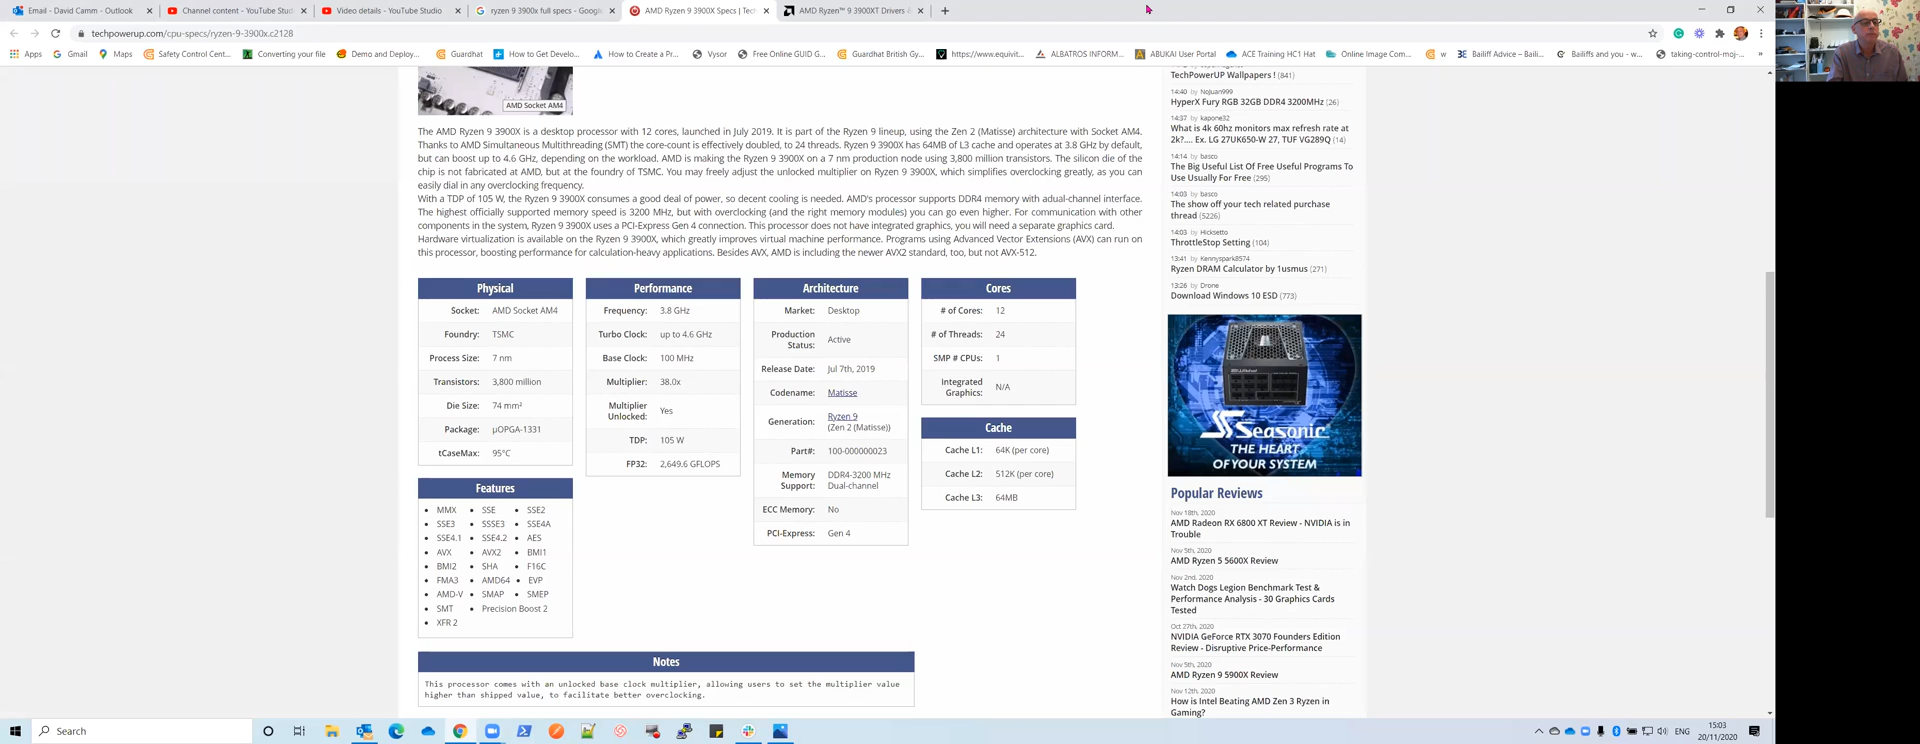 Email - David Camm - Outlook
Channel content - YouTube Stud
Video details - YouTube Studio
ryzen 9 3900x full specs - Google
AMD Ryzen 9 3900X Specs | Tech
AMD Ryzen™ 9 3900XT Drivers &
techpowerup.com/cpu-specs/ryzen-9-3900x.c2128
Apps
Gmail
Maps
Safety Control Cent...
Converting your file
Demo and Deploy...
Guardhat
How to Get Develo...
How to Create a Pr...
Vysor
Free Online GUID G...
Guardhat British Gy...
https://www.equivit...
ALBATROS INFORM...
ABUKAI User Portal
ACE Training HC1 Hat
Online Image Com...
w
Bailiff Advice – Baili...
Bailiffs and you - w...
taking-control-moj-...
AMD Socket AM4
The AMD Ryzen 9 3900X is a desktop processor with 12 cores, launched in July 2019. It is part of the Ryzen 9 lineup, using the Zen 2 (Matisse) architecture with Socket AM4.
Thanks to AMD Simultaneous Multithreading (SMT) the core-count is effectively doubled, to 24 threads. Ryzen 9 3900X has 64MB of L3 cache and operates at 3.8 GHz by default,
but can boost up to 4.6 GHz, depending on the workload. AMD is making the Ryzen 9 3900X on a 7 nm production node using 3,800 million transistors. The silicon die of the
chip is not fabricated at AMD, but at the foundry of TSMC. You may freely adjust the unlocked multiplier on Ryzen 9 3900X, which simplifies overclocking greatly, as you can
easily dial in any overclocking frequency.
With a TDP of 105 W, the Ryzen 9 3900X consumes a good deal of power, so decent cooling is needed. AMD's processor supports DDR4 memory with adual-channel interface.
The highest officially supported memory speed is 3200 MHz, but with overclocking (and the right memory modules) you can go even higher. For communication with other
components in the system, Ryzen 9 3900X uses a PCI-Express Gen 4 connection. This processor does not have integrated graphics, you will need a separate graphics card.
Hardware virtualization is available on the Ryzen 9 3900X, which greatly improves virtual machine performance. Programs using Advanced Vector Extensions (AVX) can run on
this processor, boosting performance for calculation-heavy applications. Besides AVX, AMD is including the newer AVX2 standard, too, but not AVX-512.
Physical
Socket: AMD Socket AM4
Foundry: TSMC
Process Size: 7 nm
Transistors: 3,800 million
Die Size: 74 mm²
Package: µOPGA-1331
tCaseMax: 95°C
Performance
Frequency: 3.8 GHz
Turbo Clock: up to 4.6 GHz
Base Clock: 100 MHz
Multiplier: 38.0x
Multiplier
Unlocked: Yes
TDP: 105 W
FP32: 2,649.6 GFLOPS
Architecture
Market: Desktop
Production
Status: Active
Release Date: Jul 7th, 2019
Codename: Matisse
Generation: Ryzen 9
(Zen 2 (Matisse))
Part#: 100-000000023
Memory DDR4-3200 MHz
Support: Dual-channel
ECC Memory: No
PCI-Express: Gen 4
Cores
# of Cores: 12
# of Threads: 24
SMP # CPUs: 1
Integrated
Graphics: N/A
Cache
Cache L1: 64K (per core)
Cache L2: 512K (per core)
Cache L3: 64MB
Features
MMX SSE SSE2
SSE3 SSSE3 SSE4A
SSE4.1 SSE4.2 AES
AVX AVX2 BMI1
BMI2 SHA F16C
FMA3 AMD64 EVP
AMD-V SMAP SMEP
SMT Precision Boost 2
XFR 2
Notes
This processor comes with an unlocked base clock multiplier, allowing users to set the multiplier value
higher than shipped value, to facilitate better overclocking.
TechPowerUP Wallpapers ! (841)
14:40 by NoJuan999
HyperX Fury RGB 32GB DDR4 3200MHz (26)
14:37 by kapone32
What is 4k 60hz monitors max refresh rate at
2k?.... Ex. LG 27UK650-W 27, TUF VG289Q (14)
14:14 by basco
The Big Useful List Of Free Useful Programs To
Use Usually For Free (295)
14:03 by basco
The show off your tech related purchase
thread (5226)
14:03 by Hicksetto
ThrottleStop Setting (104)
13:41 by Kennyspark8574
Ryzen DRAM Calculator by 1usmus (271)
13:26 by Drone
Download Windows 10 ESD (773)
Seasonic
THE HEART
OF YOUR SYSTEM
Popular Reviews
Nov 18th, 2020
AMD Radeon RX 6800 XT Review - NVIDIA is in
Trouble
Nov 5th, 2020
AMD Ryzen 5 5600X Review
Nov 2nd, 2020
Watch Dogs Legion Benchmark Test &
Performance Analysis - 30 Graphics Cards
Tested
Oct 27th, 2020
NVIDIA GeForce RTX 3070 Founders Edition
Review - Disruptive Price-Performance
Nov 5th, 2020
AMD Ryzen 9 5900X Review
Nov 12th, 2020
How is Intel Beating AMD Zen 3 Ryzen in
Gaming?
Search
ENG
15:03
20/11/2020